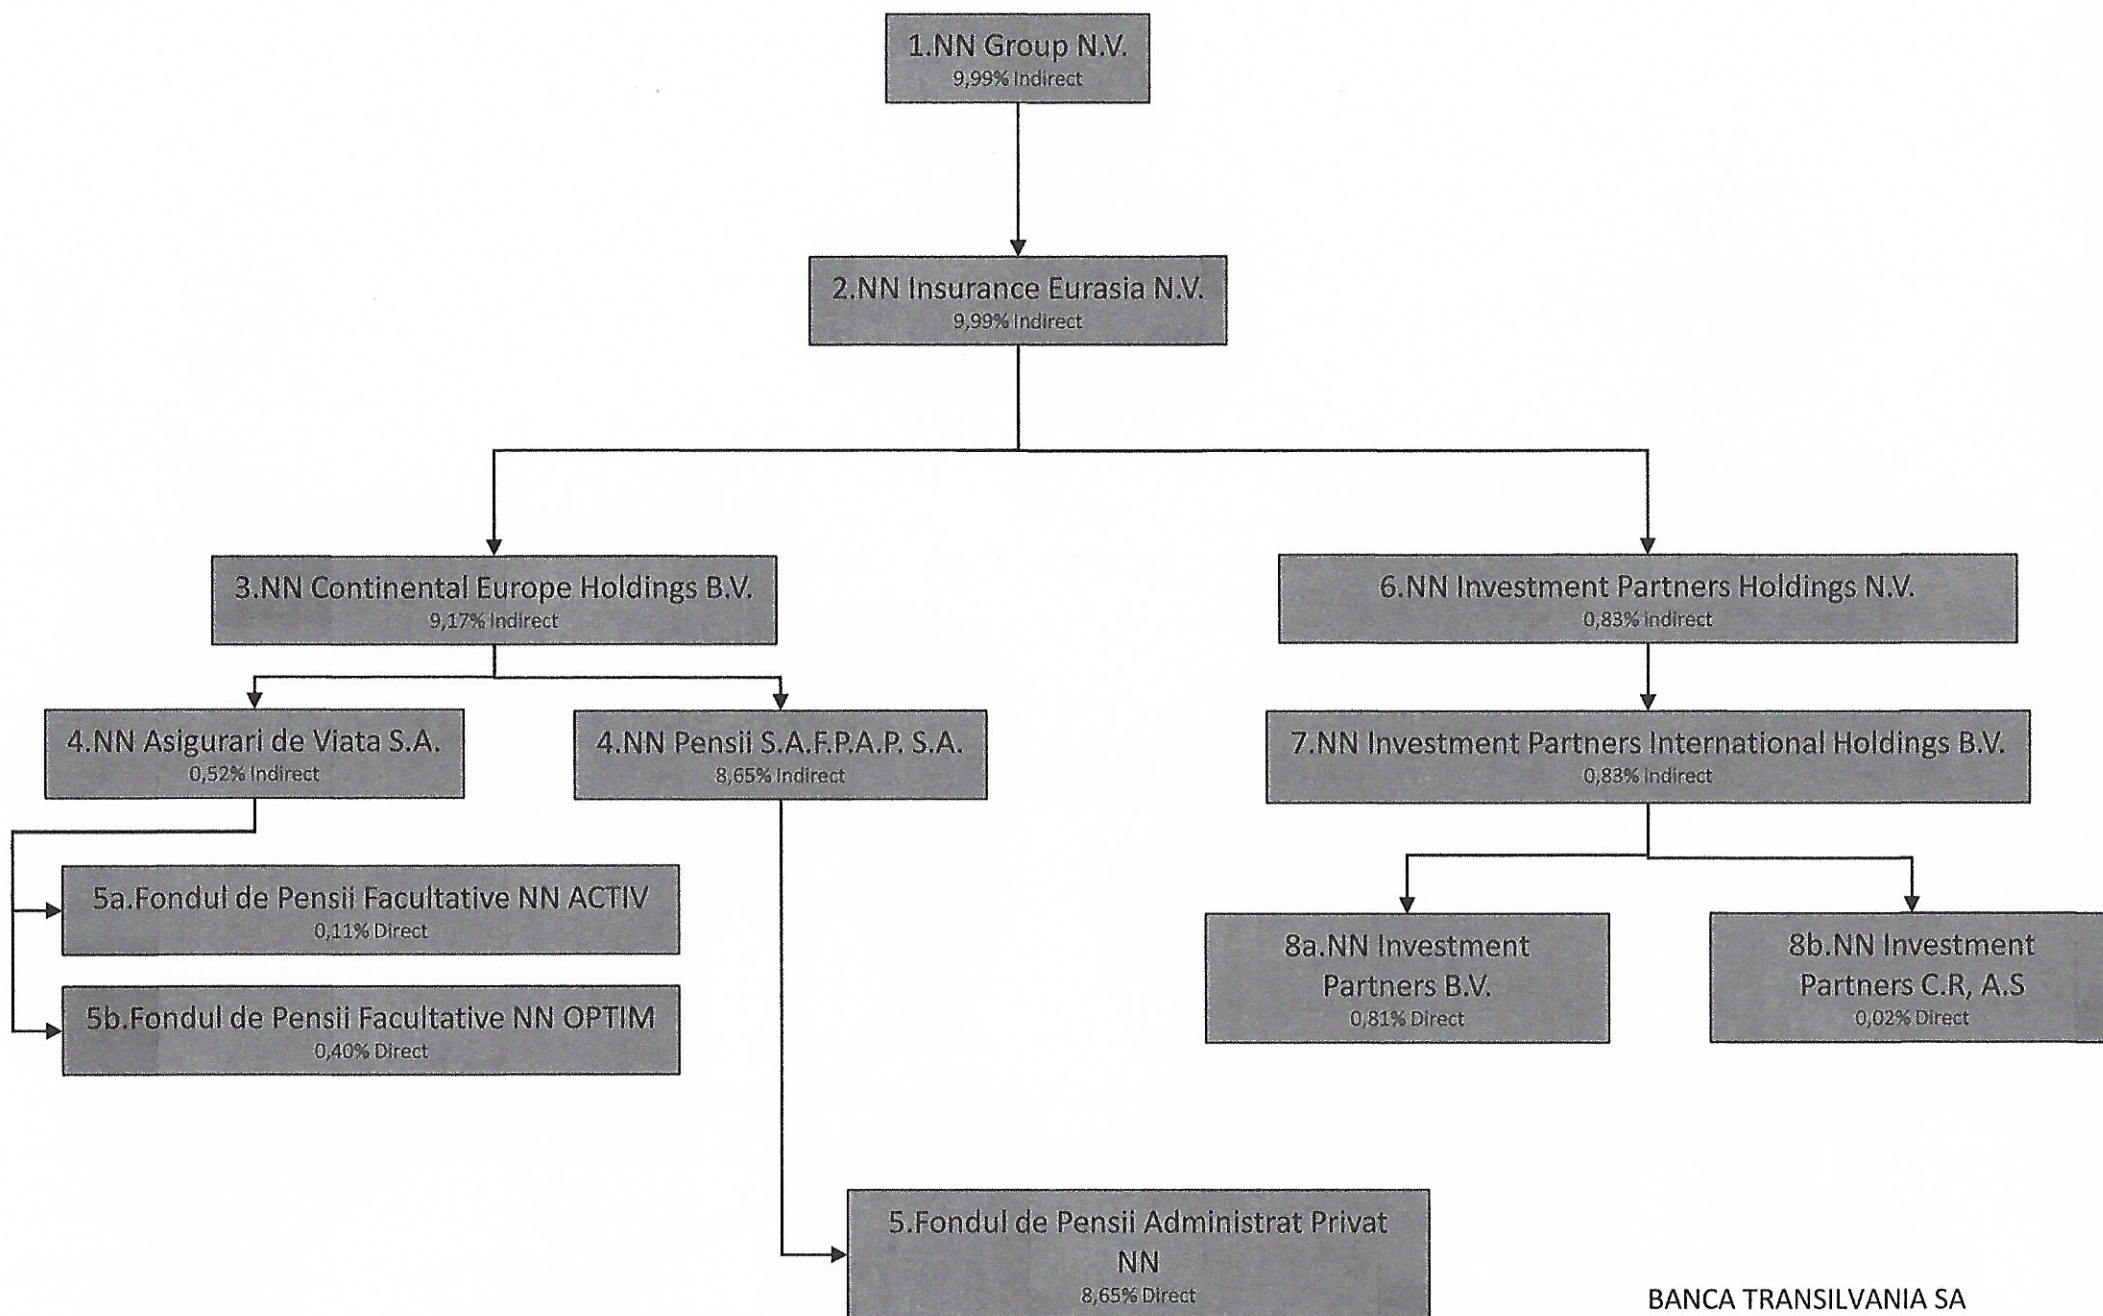 1.NN Group N.V.
9,99% Indirect
2.NN Insurance Eurasia N.V.
9,99% Indirect
3.NN Continental Europe Holdings B.V.
9,17% Indirect
6.NN Investment Partners Holdings N.V.
0,83% Indirect
4.NN Asigurari de Viata S.A.
0,52% Indirect
4.NN Pensii S.A.F.P.A.P. S.A.
8,65% Indirect
7.NN Investment Partners International Holdings B.V.
0,83% Indirect
5a.Fondul de Pensii Facultative NN ACTIV
0,11% Direct
5b.Fondul de Pensii Facultative NN OPTIM
0,40% Direct
8a.NN Investment
Partners B.V.
0,81% Direct
8b.NN Investment
Partners C.R, A.S
0,02% Direct
5.Fondul de Pensii Administrat Privat
NN
8,65% Direct
BANCA TRANSILVANIA SA